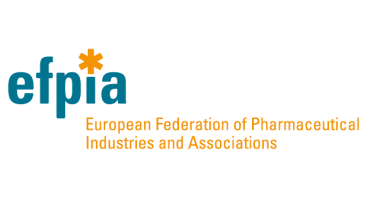 efpia
European Federation of Pharmaceutical
Industries and Associations